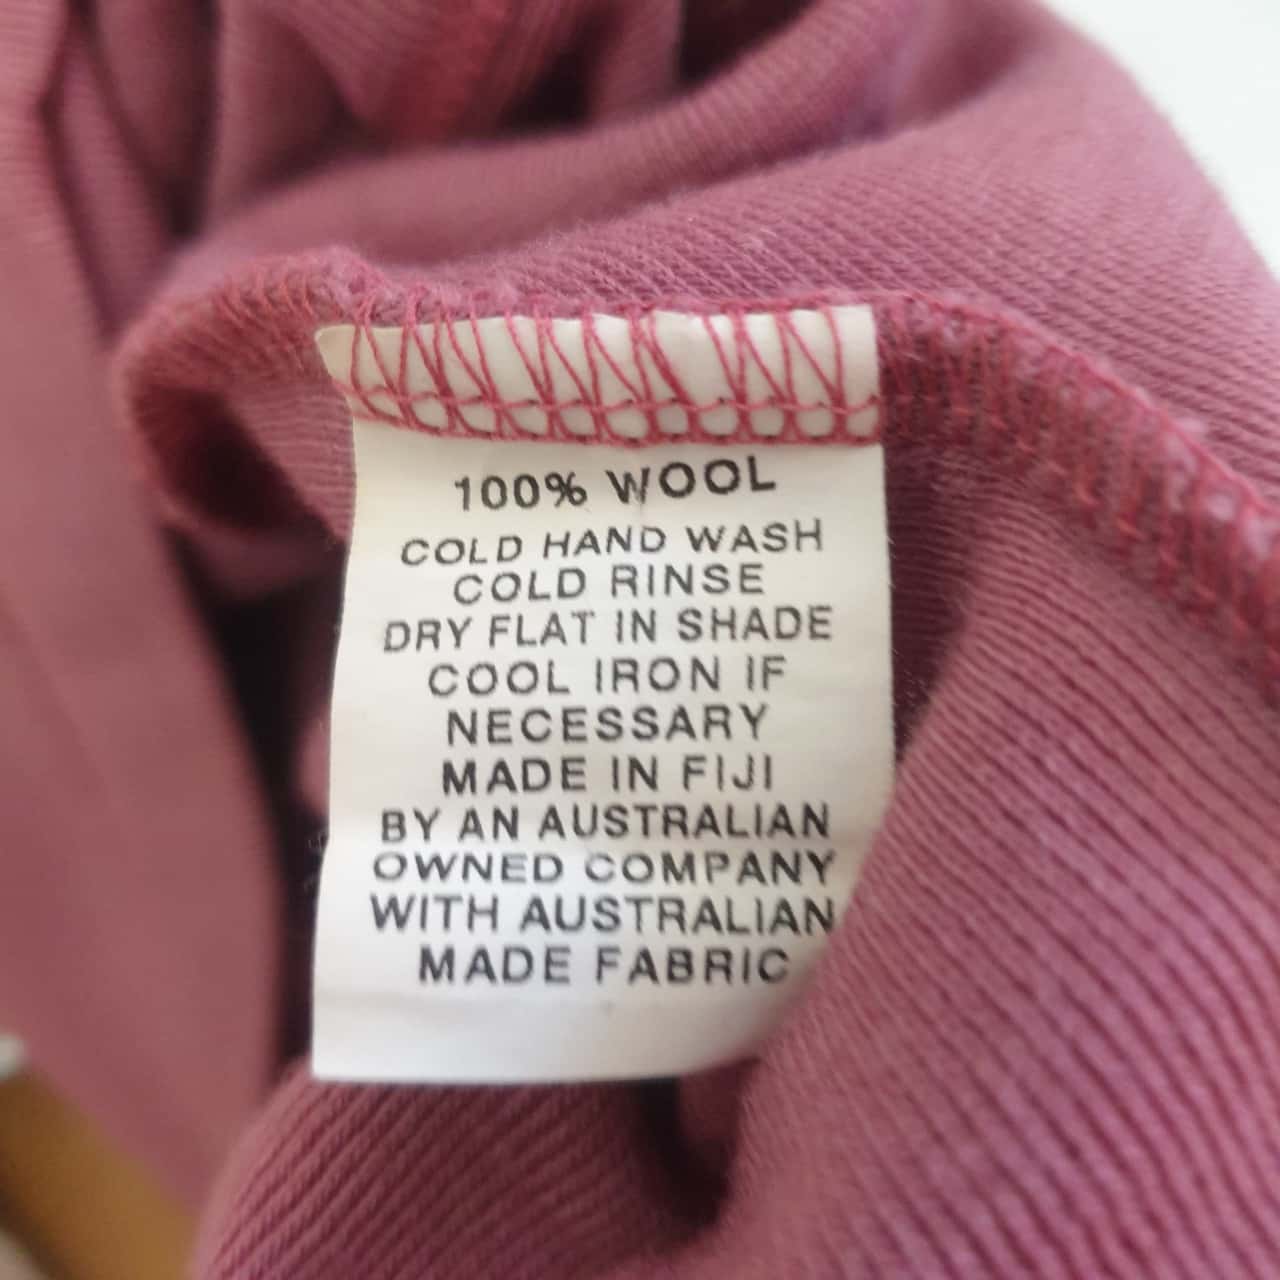 100% WOOL
COLD HAND WASH
COLD RINSE
DRY FLAT IN SHADE
COOL IRON IF
NECESSARY
MADE IN FIJI
BY AN AUSTRALIAN
OWNED COMPANY
WITH AUSTRALIAN
MADE FABRIC